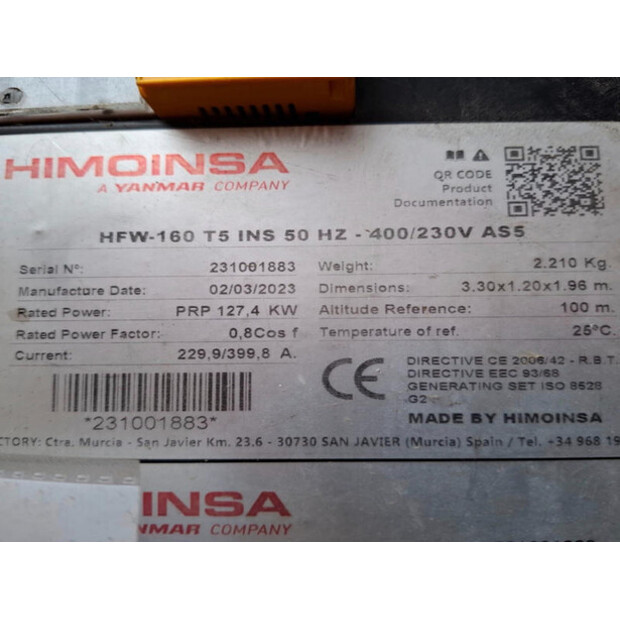 HIMOINSA
A YANMAR COMPANY
QR CODE
Product
Documentation
HFW-160 T5 INS 50 HZ - 400/230V AS5
Serial Nº: 231001883
Weight: 2.210 Kg.
Manufacture Date: 02/03/2023
Dimensions: 3.30x1.20x1.96 m.
Rated Power: PRP 127,4 KW
Altitude Reference: 100 m.
Rated Power Factor: 0,8Cos f
Temperature of ref. 25ºC.
Current: 229,9/399,8 A.
CE
DIRECTIVE CE 2006/42 - R.B.T.
DIRECTIVE EEC 93/68
GENERATING SET ISO 8528
G2
*231001883*
MADE BY HIMOINSA
CTORY: Ctra. Murcia - San Javier Km. 23.6 - 30730 SAN JAVIER (Murcia) Spain / Tel. +34 968 19
INSA
NMAR COMPANY